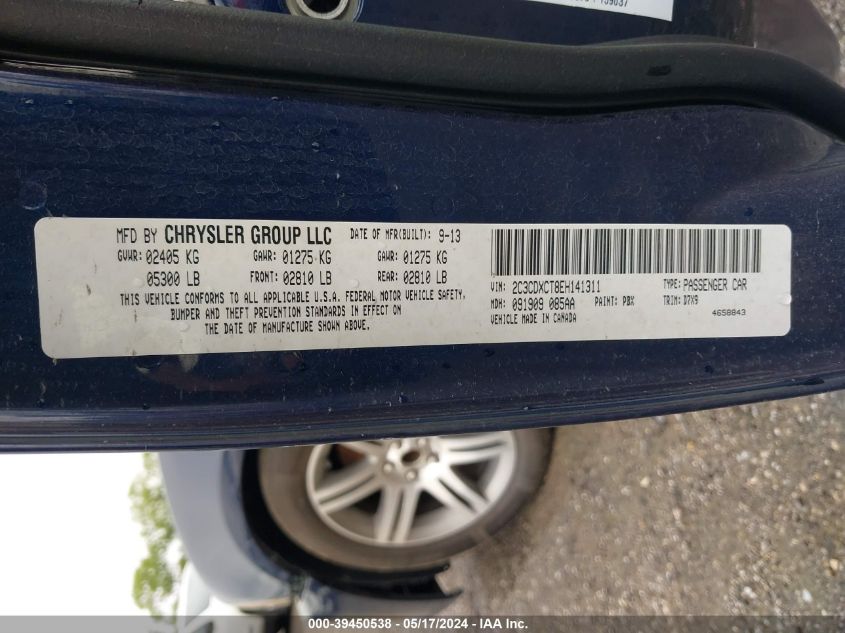 MFD BY CHRYSLER GROUP LLC DATE OF MFR(BUILT): 9-13
GVWR: 02405 KG GAWR: 01275 KG GAWR: 01275 KG
05300 LB FRONT: 02810 LB REAR: 02810 LB
THIS VEHICLE CONFORMS TO ALL APPLICABLE U.S.A. FEDERAL MOTOR VEHICLE SAFETY,
BUMPER AND THEFT PREVENTION STANDARDS IN EFFECT ON
THE DATE OF MANUFACTURE SHOWN ABOVE.
VIN: 2C3CDXCT8EH141311 TYPE: PASSENGER CAR
MDH: 091909 085AA PAINT: PBX TRIM: D7X9
VEHICLE MADE IN CANADA 4658843
000-39450538 - 05/17/2024 - IAA, Inc.